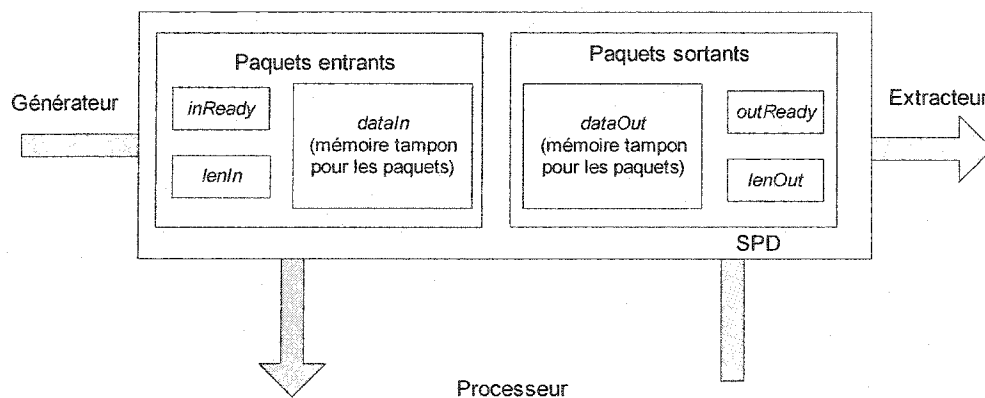 Paquets entrants
Paquets sortants
Générateur
inReady
lenIn
dataIn
(mémoire tampon
pour les paquets)
dataOut
(mémoire tampon
pour les paquets)
outReady
lenOut
Extracteur
SPD
Processeur